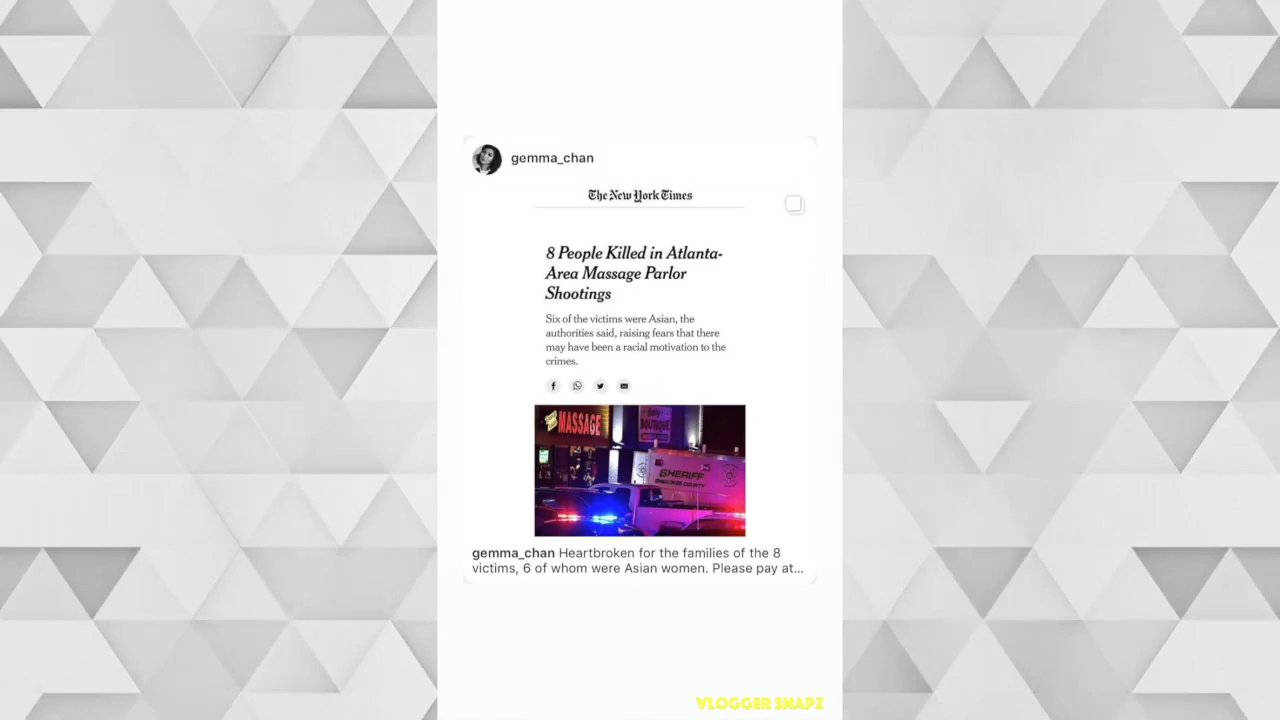 gemma_chan
The New York Times
8 People Killed in Atlanta-
Area Massage Parlor
Shootings
Six of the victims were Asian, the
authorities said, raising fears that there
may have been a racial motivation to the
crimes.
MASSAGE
BOUTIQUE
SHERIFF
gemma_chan Heartbroken for the families of the 8
victims, 6 of whom were Asian women. Please pay at...
VLOGGER SNAPZ